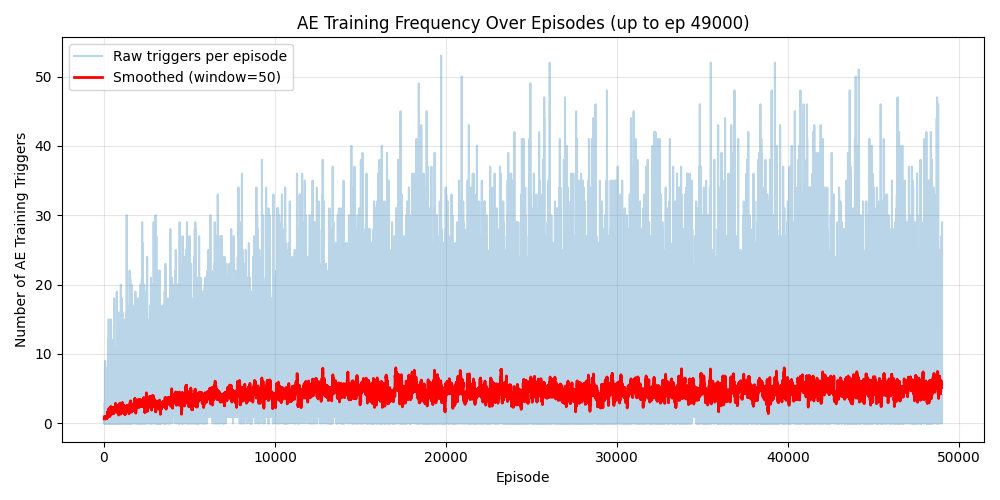 AE Training Frequency Over Episodes (up to ep 49000)
Raw triggers per episode
Smoothed (window=50)
Number of AE Training Triggers
50
40
30
20
10
0
0
10000
20000
30000
40000
50000
Episode